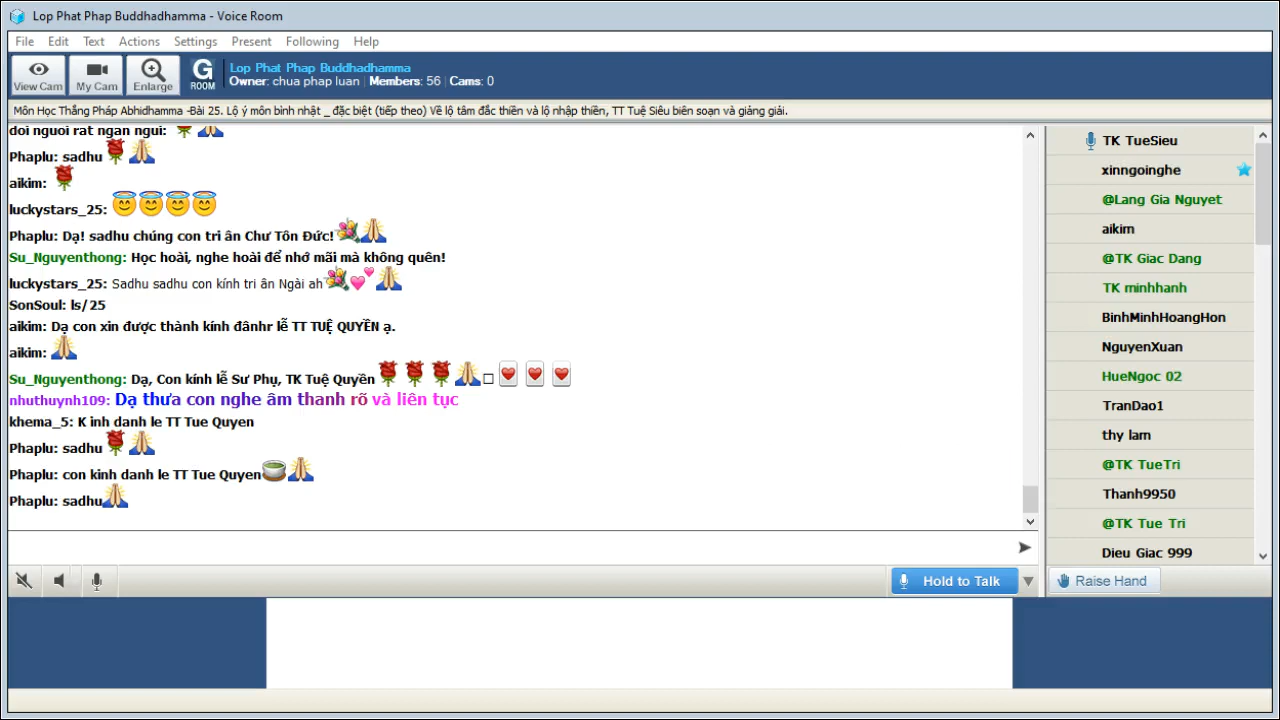 Lop Phat Phap Buddhadhamma - Voice Room
File Edit Text Actions Settings Present Following Help
View Cam My Cam Enlarge G ROOM
Lop Phat Phap Buddhadhamma
Owner: chua phap luan Members: 56 Cams: 0
Môn Học Thắng Pháp Abhidhamma -Bài 25. Lộ ý môn bình nhật _ đặc biệt (tiếp theo) Về lộ tâm đắc thiền và lộ nhập thiền, TT Tuệ Siêu biên soạn và giảng giải.
doi nguoi rat ngan ngui:
Phaplu: sadhu
aikim:
luckystars_25:
Phaplu: Dạ! sadhu chúng con tri ân Chư Tôn Đức!
Su_Nguyenthong: Học hoài, nghe hoài để nhớ mãi mà không quên!
luckystars_25: Sadhu sadhu con kính tri ân Ngài ah
SonSoul: ls/25
aikim: Dạ con xin được thành kính đânhr lễ TT TUỆ QUYỀN ạ.
aikim:
Su_Nguyenthong: Dạ, Con kính lễ Sư Phụ, TK Tuệ Quyền
nhuthuynh109: Dạ thưa con nghe âm thanh rõ và liên tục
khema_5: K inh danh le TT Tue Quyen
Phaplu: sadhu
Phaplu: con kinh danh le TT Tue Quyen
Phaplu: sadhu
TK TueSieu
xinngoinghe
@Lang Gia Nguyet
aikim
@TK Giac Dang
TK minhhanh
BinhMinhHoangHon
NguyenXuan
HueNgoc 02
TranDao1
thy lam
@TK TueTri
Thanh9950
@TK Tue Tri
Dieu Giac 999
Hold to Talk
Raise Hand